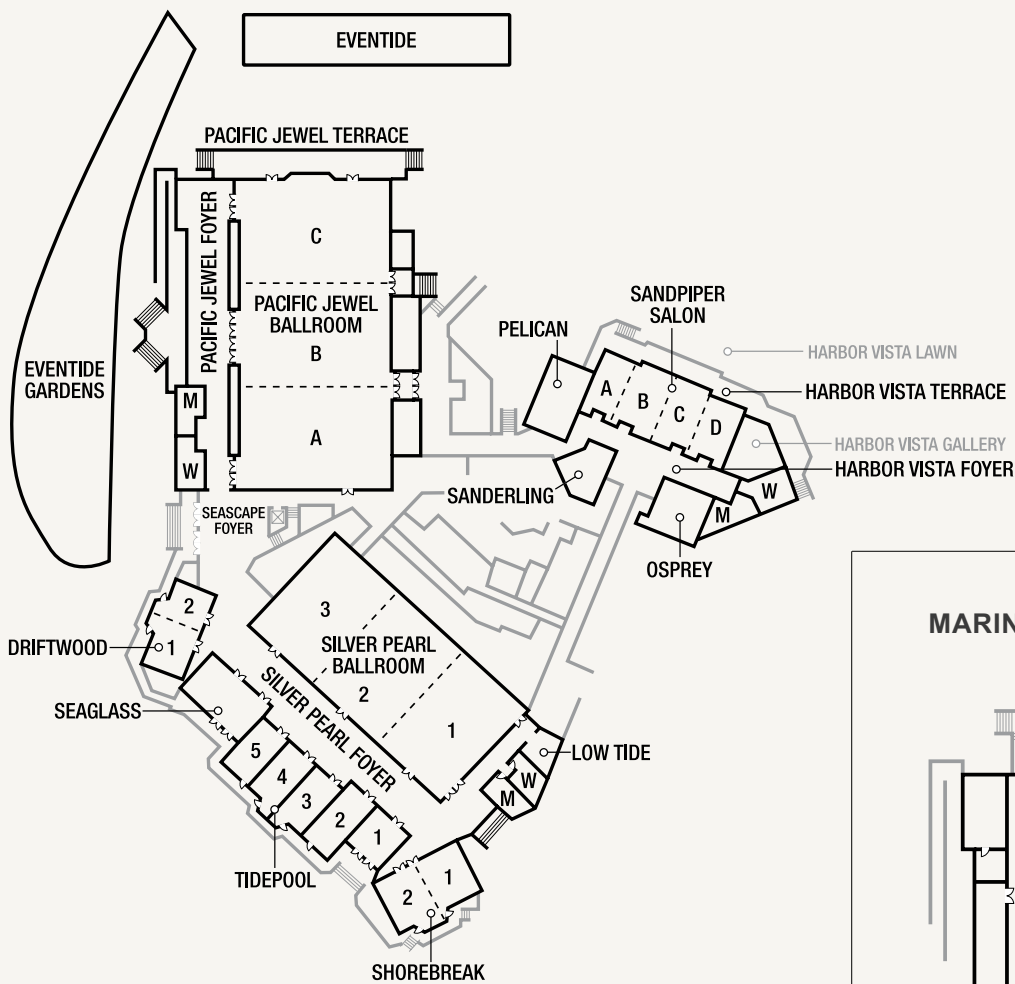 EVENTIDE
PACIFIC JEWEL TERRACE
EVENTIDE
GARDENS
PACIFIC JEWEL FOYER
C
PACIFIC JEWEL
BALLROOM
B
A
M
W
SEASCAPE
FOYER
PELICAN
SANDPIPER
SALON
A
B
C
D
HARBOR VISTA LAWN
HARBOR VISTA TERRACE
HARBOR VISTA GALLERY
HARBOR VISTA FOYER
SANDERLING
OSPREY
M
W
DRIFTWOOD
2
1
SEAGLASS
3
SILVER PEARL
BALLROOM
2
1
SILVER PEARL FOYER
LOW TIDE
W
M
5
4
3
2
1
TIDEPOOL
1
2
SHOREBREAK
MARIN